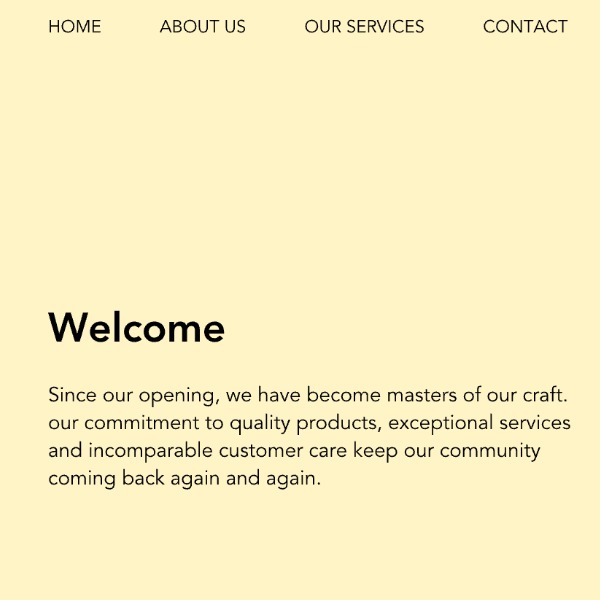 HOME ABOUT US OUR SERVICES CONTACT
Welcome
Since our opening, we have become masters of our craft.
our commitment to quality products, exceptional services
and incomparable customer care keep our community
coming back again and again.